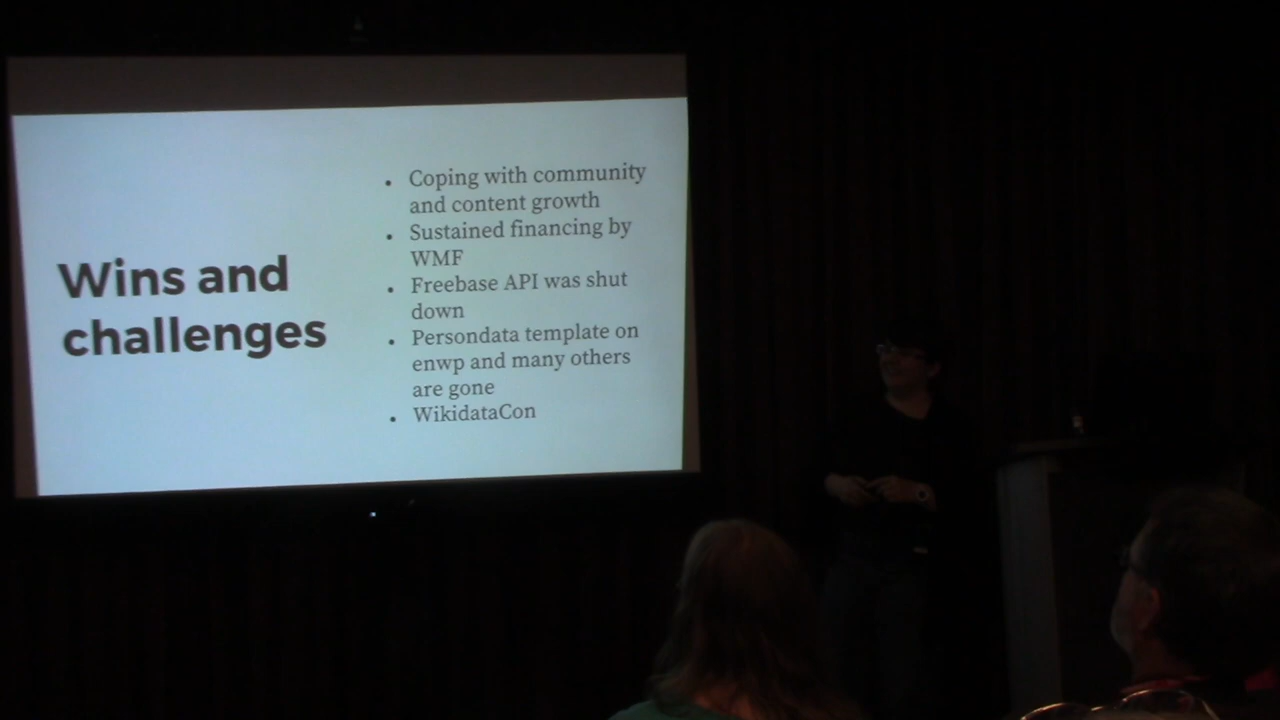 Wins and
challenges
Coping with community
and content growth
Sustained financing by
WMF
Freebase API was shut
down
Persondata template on
enwp and many others
are gone
WikidataCon